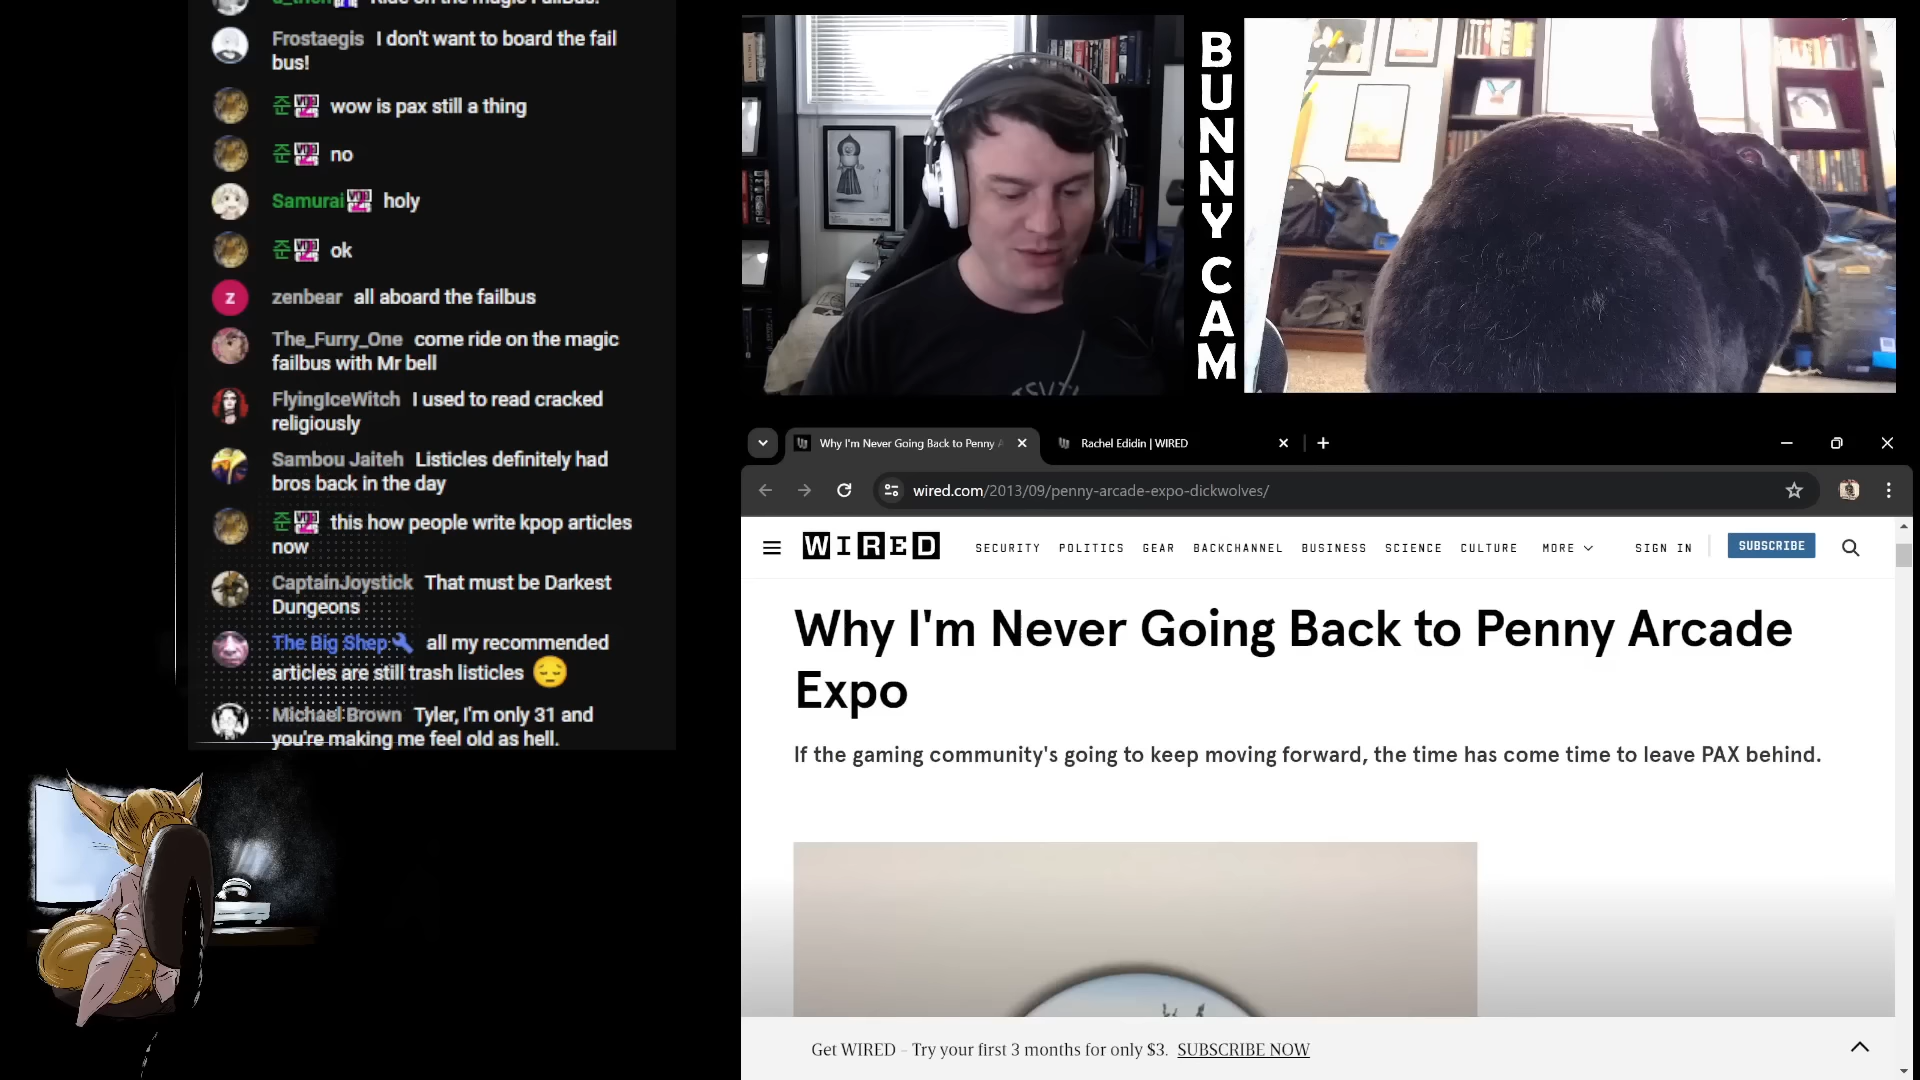 Ride on the magic FailBus!
Frostaegis I don't want to board the fail
bus!
준 wow is pax still a thing
준 no
Samurai holy
준 ok
Z
zenbear all aboard the failbus
The_Furry_One come ride on the magic
failbus with Mr bell
FlyingIceWitch I used to read cracked
religiously
Sambou Jaiteh Listicles definitely had
bros back in the day
준 this how people write kpop articles
now
CaptainJoystick That must be Darkest
Dungeons
The Big Shep all my recommended
articles are still trash listicles
Michael Brown Tyler, I'm only 31 and
you're making me feel old as hell.
BUNNY CAM
Why I'm Never Going Back to Penny A
Rachel Edidin | WIRED
wired.com/2013/09/penny-arcade-expo-dickwolves/
WIRED
SECURITY POLITICS GEAR BACKCHANNEL BUSINESS SCIENCE CULTURE MORE SIGN IN SUBSCRIBE
Why I'm Never Going Back to Penny Arcade
Expo
If the gaming community's going to keep moving forward, the time has come time to leave PAX behind.
Get WIRED – Try your first 3 months for only $3. SUBSCRIBE NOW